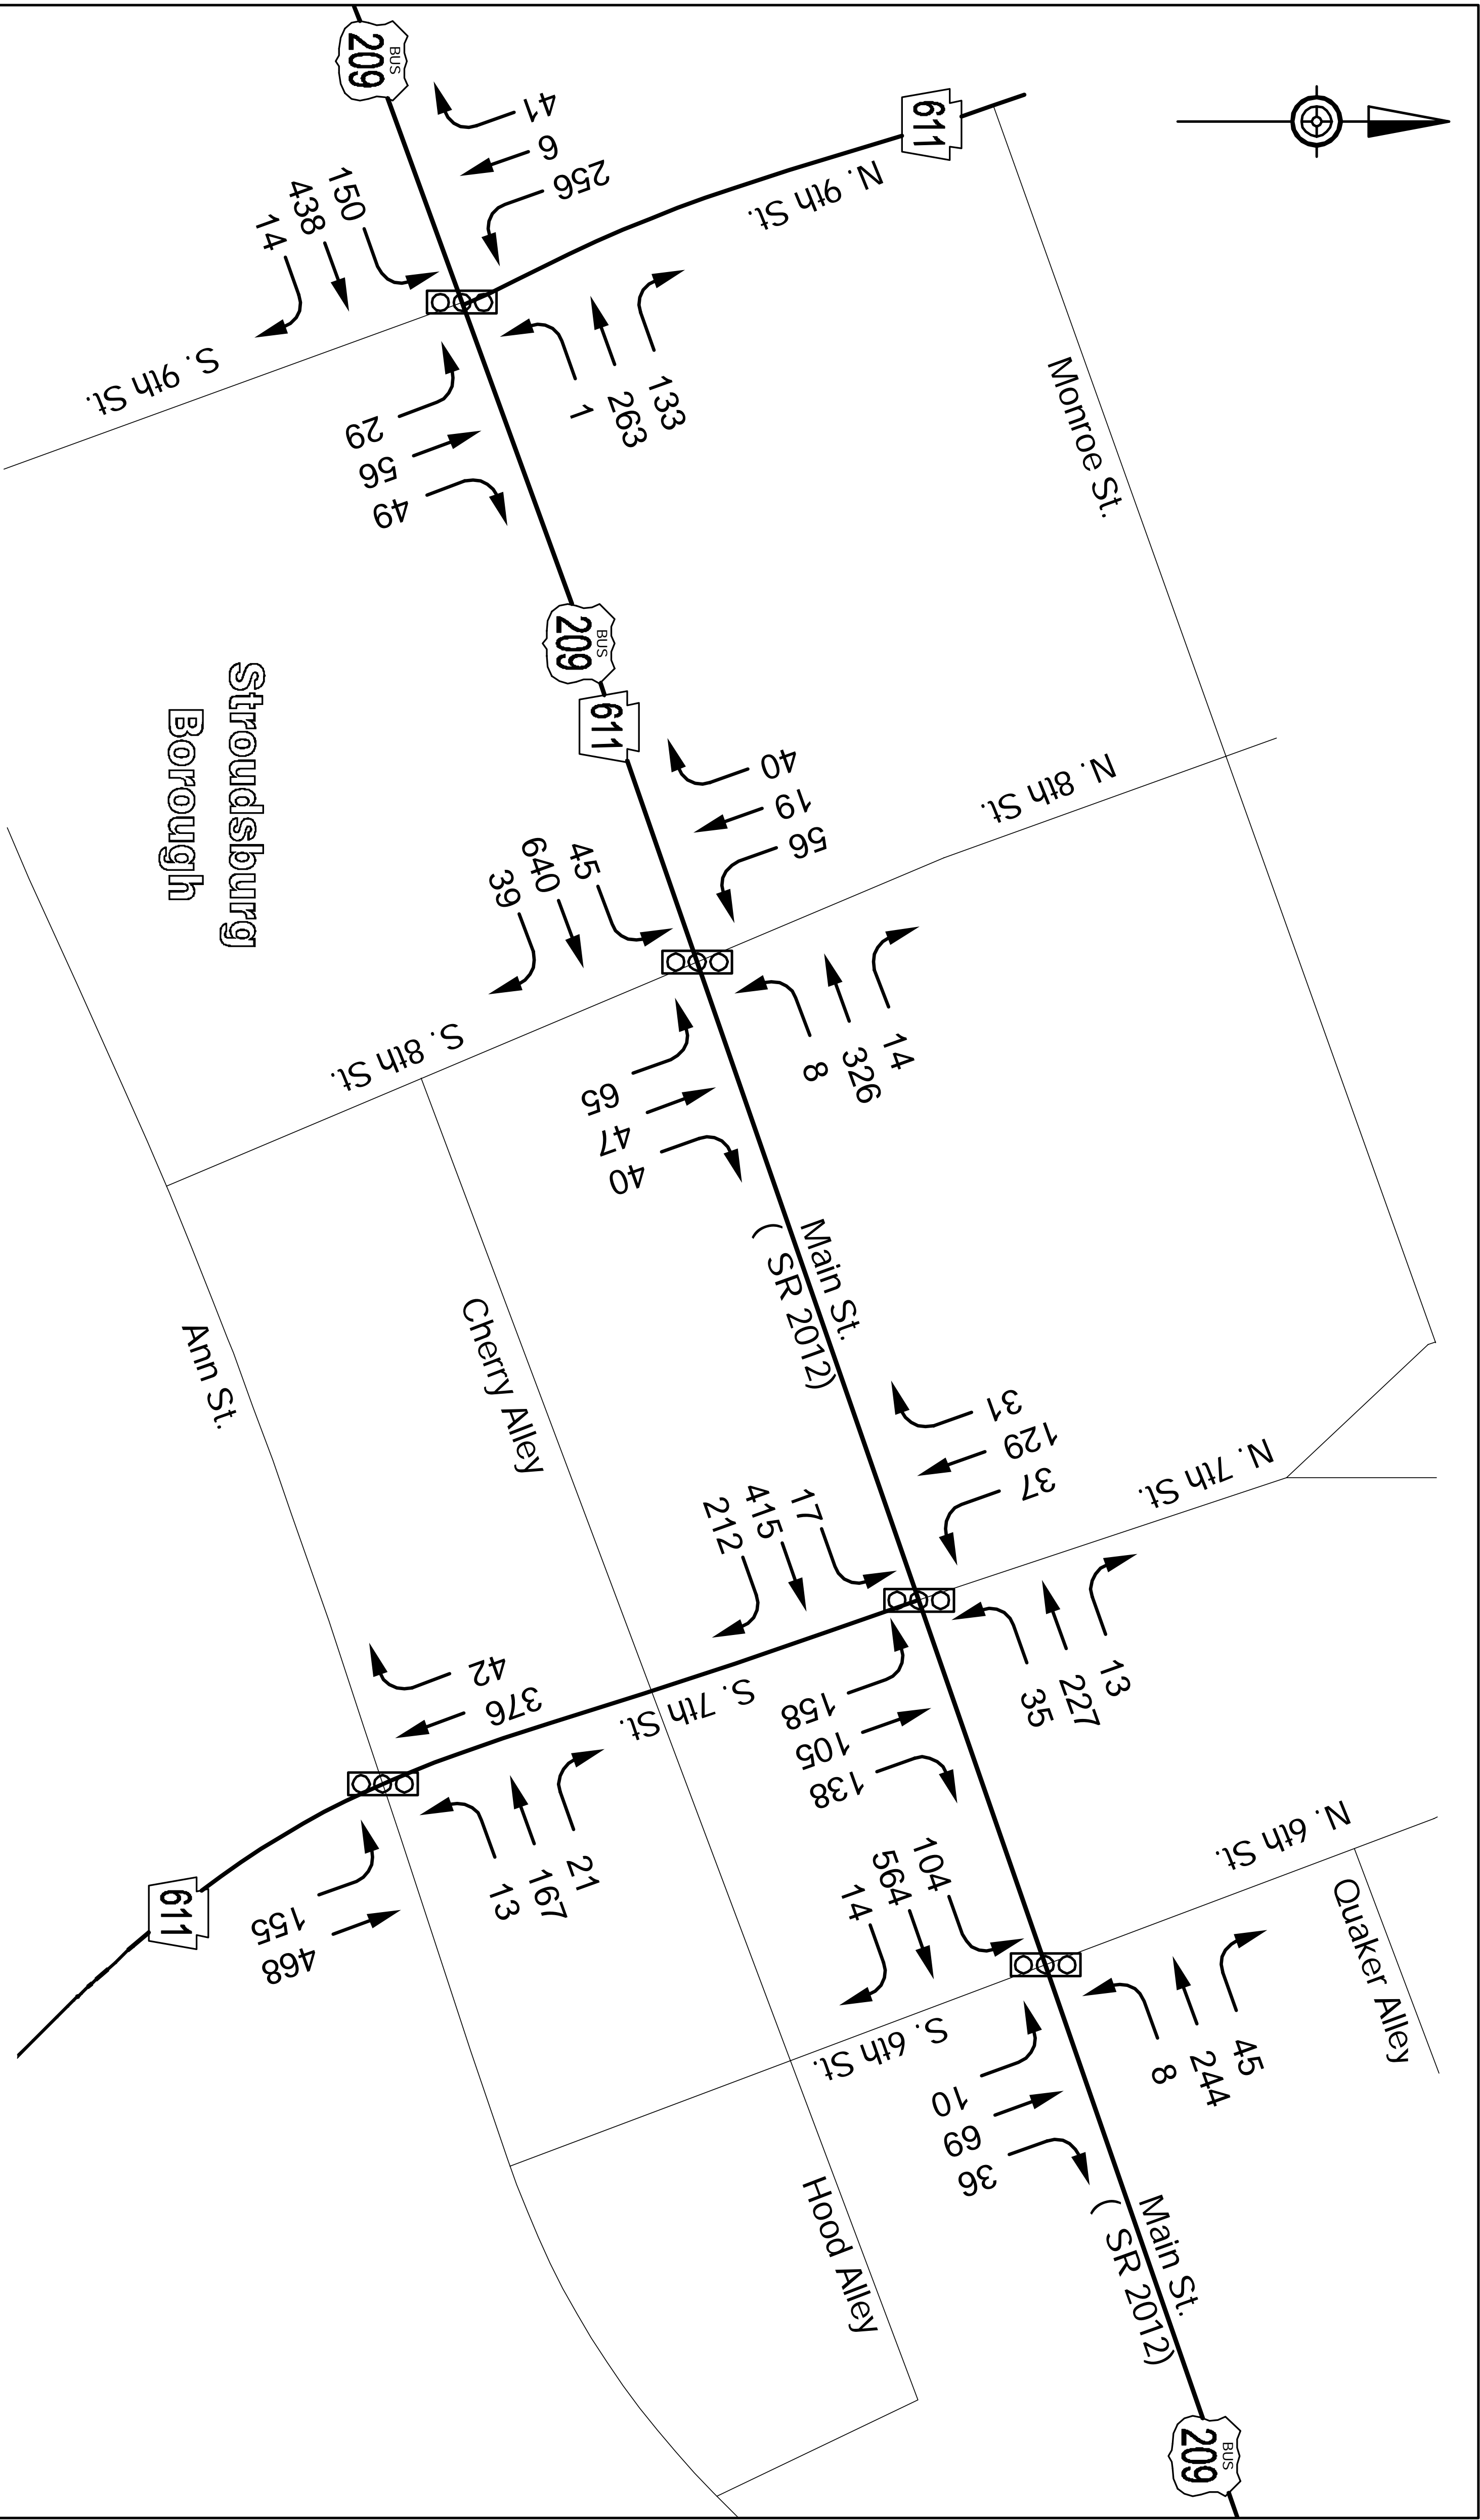 BUS
209
41
6
256
611
N. 9th St.
150
438
14
S. 9th St.
29
56
49
1
263
133
Monroe St.
BUS
209
611
Stroudsburg
Borough
40
19
56
N. 8th St.
45
640
39
S. 8th St.
65
47
40
8
326
14
Main St.
( SR 2012)
Cherry Alley
Ann St.
31
129
37
N. 7th St.
17
415
212
S. 7th St.
158
105
138
35
227
13
42
376
13
167
21
155
468
611
N. 6th St.
Quaker Alley
104
564
14
S. 6th St.
10
69
36
8
244
45
Hood Alley
Main St.
( SR 2012)
BUS
209